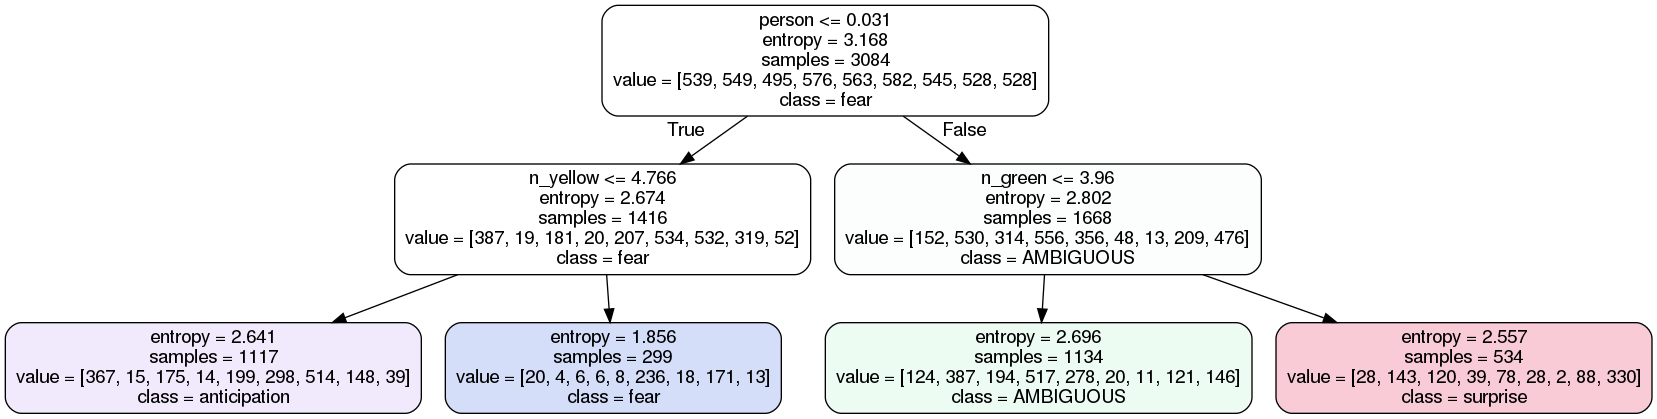 person <= 0.031
entropy = 3.168
samples = 3084
value = [539, 549, 495, 576, 563, 582, 545, 528, 528]
class = fear
True
False
n_yellow <= 4.766
entropy = 2.674
samples = 1416
value = [387, 19, 181, 20, 207, 534, 532, 319, 52]
class = fear
n_green <= 3.96
entropy = 2.802
samples = 1668
value = [152, 530, 314, 556, 356, 48, 13, 209, 476]
class = AMBIGUOUS
entropy = 2.641
samples = 1117
value = [367, 15, 175, 14, 199, 298, 514, 148, 39]
class = anticipation
entropy = 1.856
samples = 299
value = [20, 4, 6, 6, 8, 236, 18, 171, 13]
class = fear
entropy = 2.696
samples = 1134
value = [124, 387, 194, 517, 278, 20, 11, 121, 146]
class = AMBIGUOUS
entropy = 2.557
samples = 534
value = [28, 143, 120, 39, 78, 28, 2, 88, 330]
class = surprise